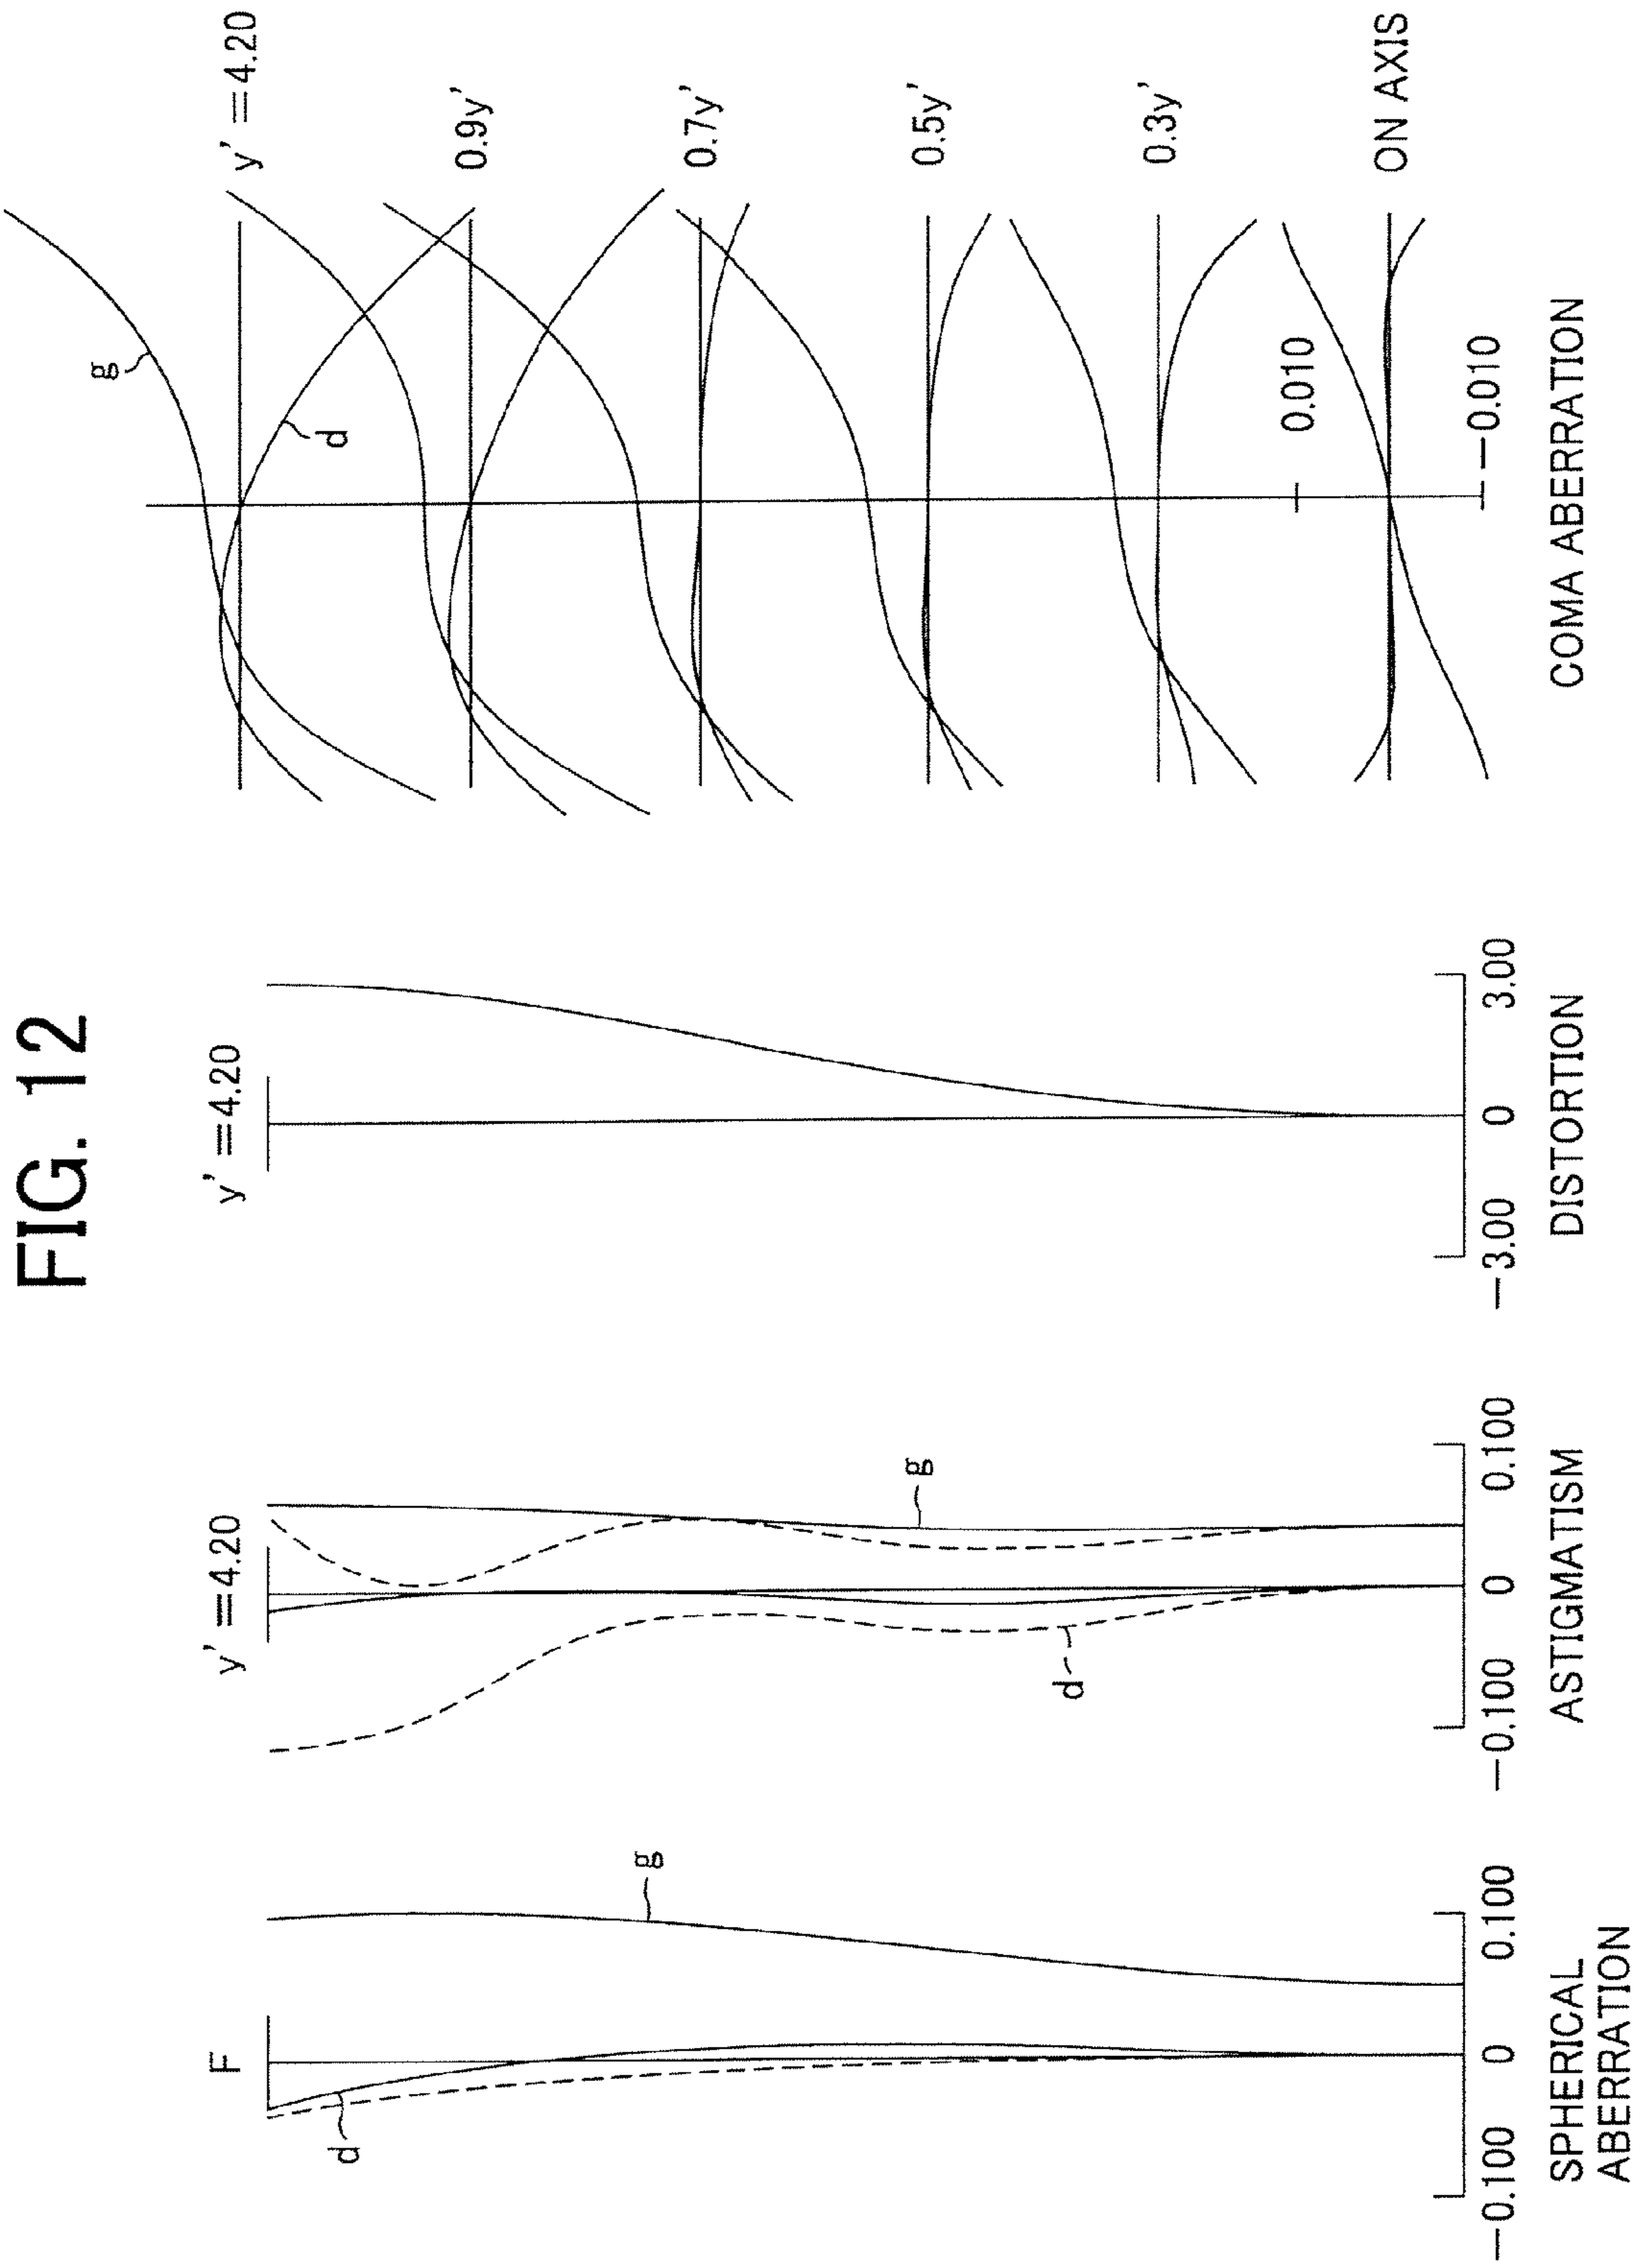 FIG. 12
F
g
d
−0.100 0 0.100
SPHERICAL
ABERRATION
y' =4.20
g
d
−0.100 0 0.100
ASTIGMATISM
y' =4.20
−3.00 0 3.00
DISTORTION
g
d
y' =4.20
0.9y'
0.7y'
0.5y'
0.3y'
0.010
ON AXIS
−0.010
COMA ABERRATION